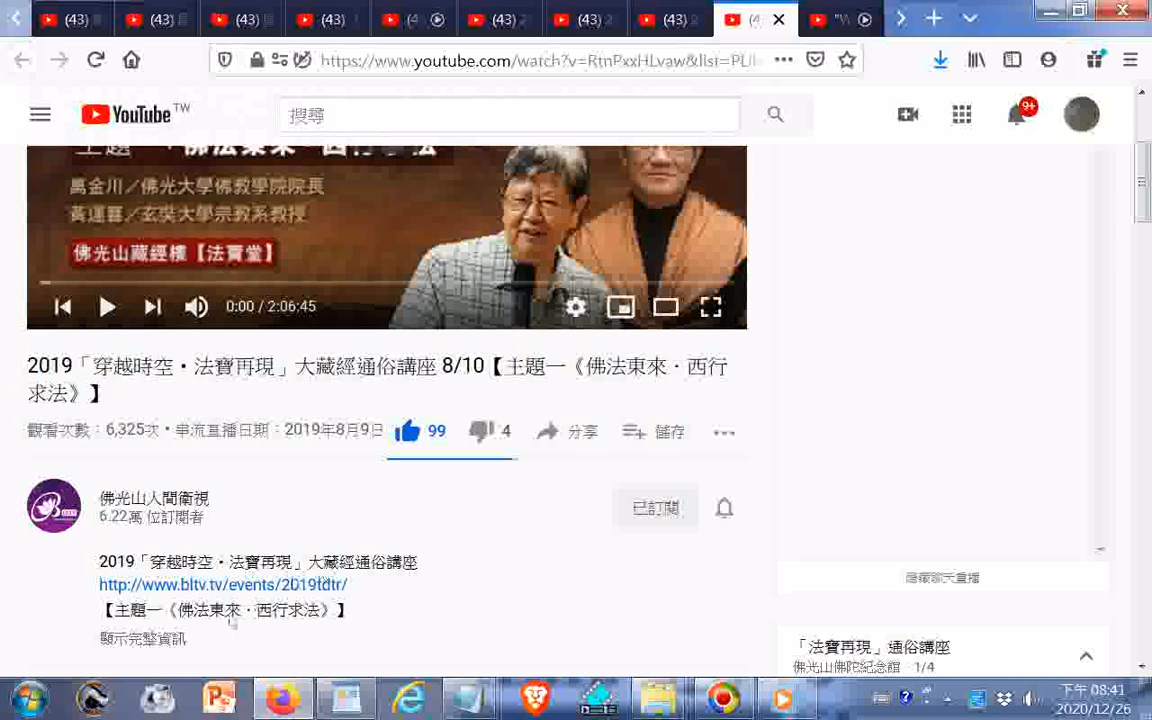 (43)
(43)
(43)
(43)
(4
(43)
(43)
(43)
(4
"V
https://www.youtube.com/watch?v=RtnPxxHLvaw&list=PLI
YouTube TW
搜尋
9+
萬金川/佛光大學佛教學院院長
黃運喜/玄奘大學宗教系教授
佛光山藏經樓【法寶堂】
0:00 / 2:06:45
2019「穿越時空・法寶再現」大藏經通俗講座 8/10【主題一《佛法東來・西行
求法》】
觀看次數：6,325次・串流直播日期：2019年8月9日
99
4
分享
儲存
佛光山人間衛視
6.22萬 位訂閱者
已訂閱
2019「穿越時空・法寶再現」大藏經通俗講座
http://www.bltv.tv/events/2019tdtr/
【主題一《佛法東來・西行求法》】
顯示完整資訊
隱藏聊天重播
「法寶再現」通俗講座
佛光山佛陀紀念館・1/4
下午 08:41
2020/12/26